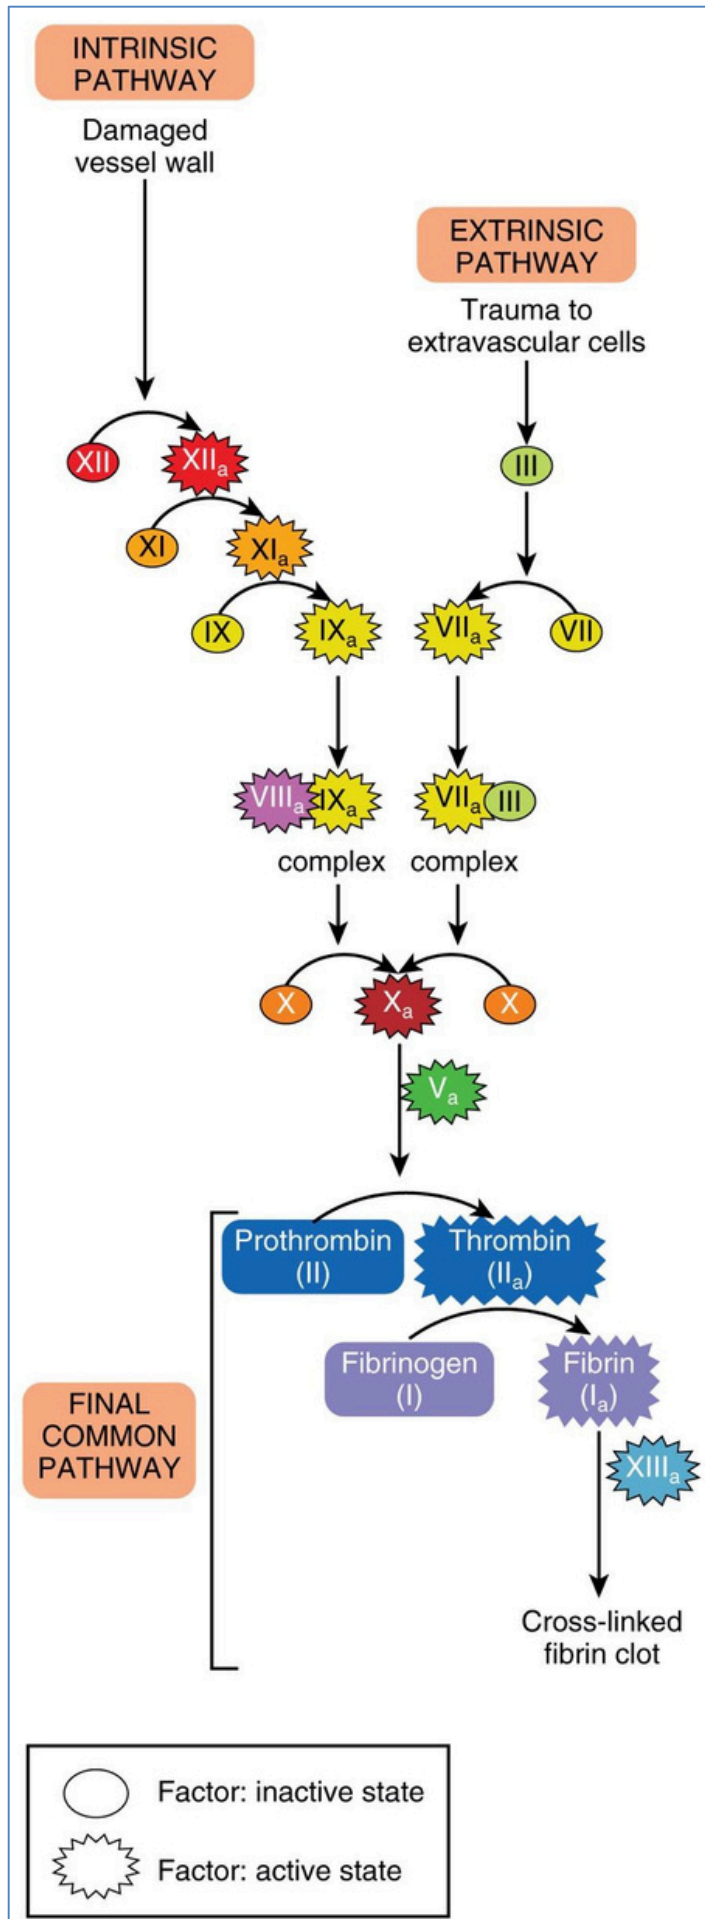 INTRINSIC
PATHWAY
Damaged
vessel wall
EXTRINSIC
PATHWAY
Trauma to
extravascular cells
XII
XIIa
III
XI
XIa
IX
IXa
VIIa
VII
VIIIa
IXa
VIIa
III
complex
complex
X
Xa
X
Va
Prothrombin
(II)
Thrombin
(IIa)
Fibrinogen
(I)
Fibrin
(Ia)
FINAL
COMMON
PATHWAY
XIIIa
Cross-linked
fibrin clot
Factor: inactive state
Factor: active state